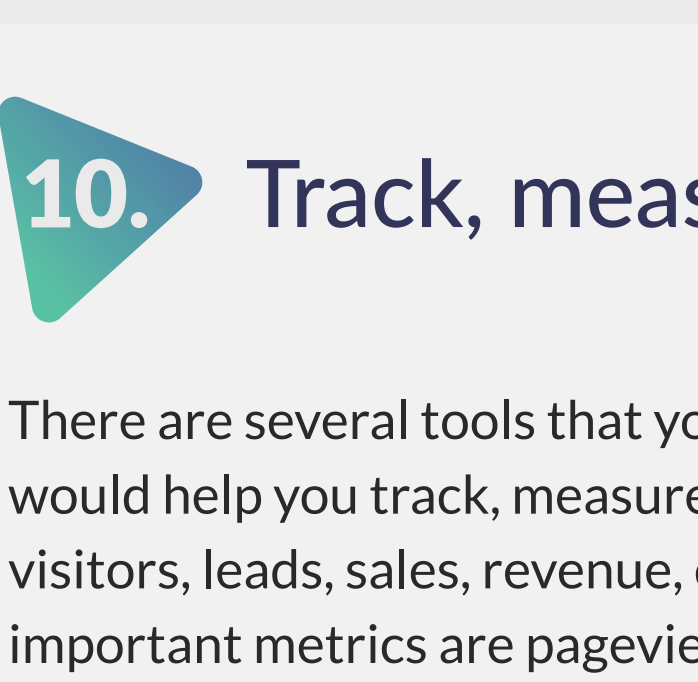 10. Track, meas
There are several tools that yo
would help you track, measure
visitors, leads, sales, revenue,
important metrics are pagevie